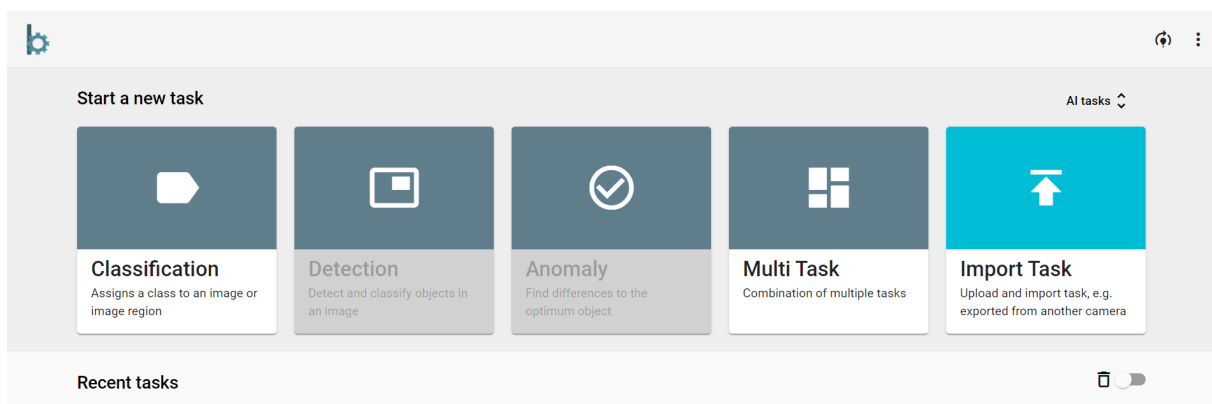 Start a new task
AI tasks
Classification
Assigns a class to an image or
image region
Detection
Detect and classify objects in
an image
Anomaly
Find differences to the
optimum object
Multi Task
Combination of multiple tasks
Import Task
Upload and import task, e.g.
exported from another camera
Recent tasks